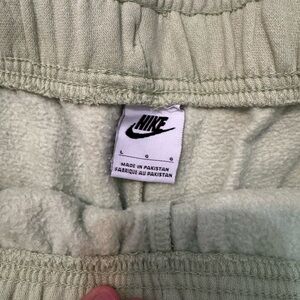 NIKE
L G G
MADE IN PAKISTAN
FABRIQUÉ AU PAKISTAN